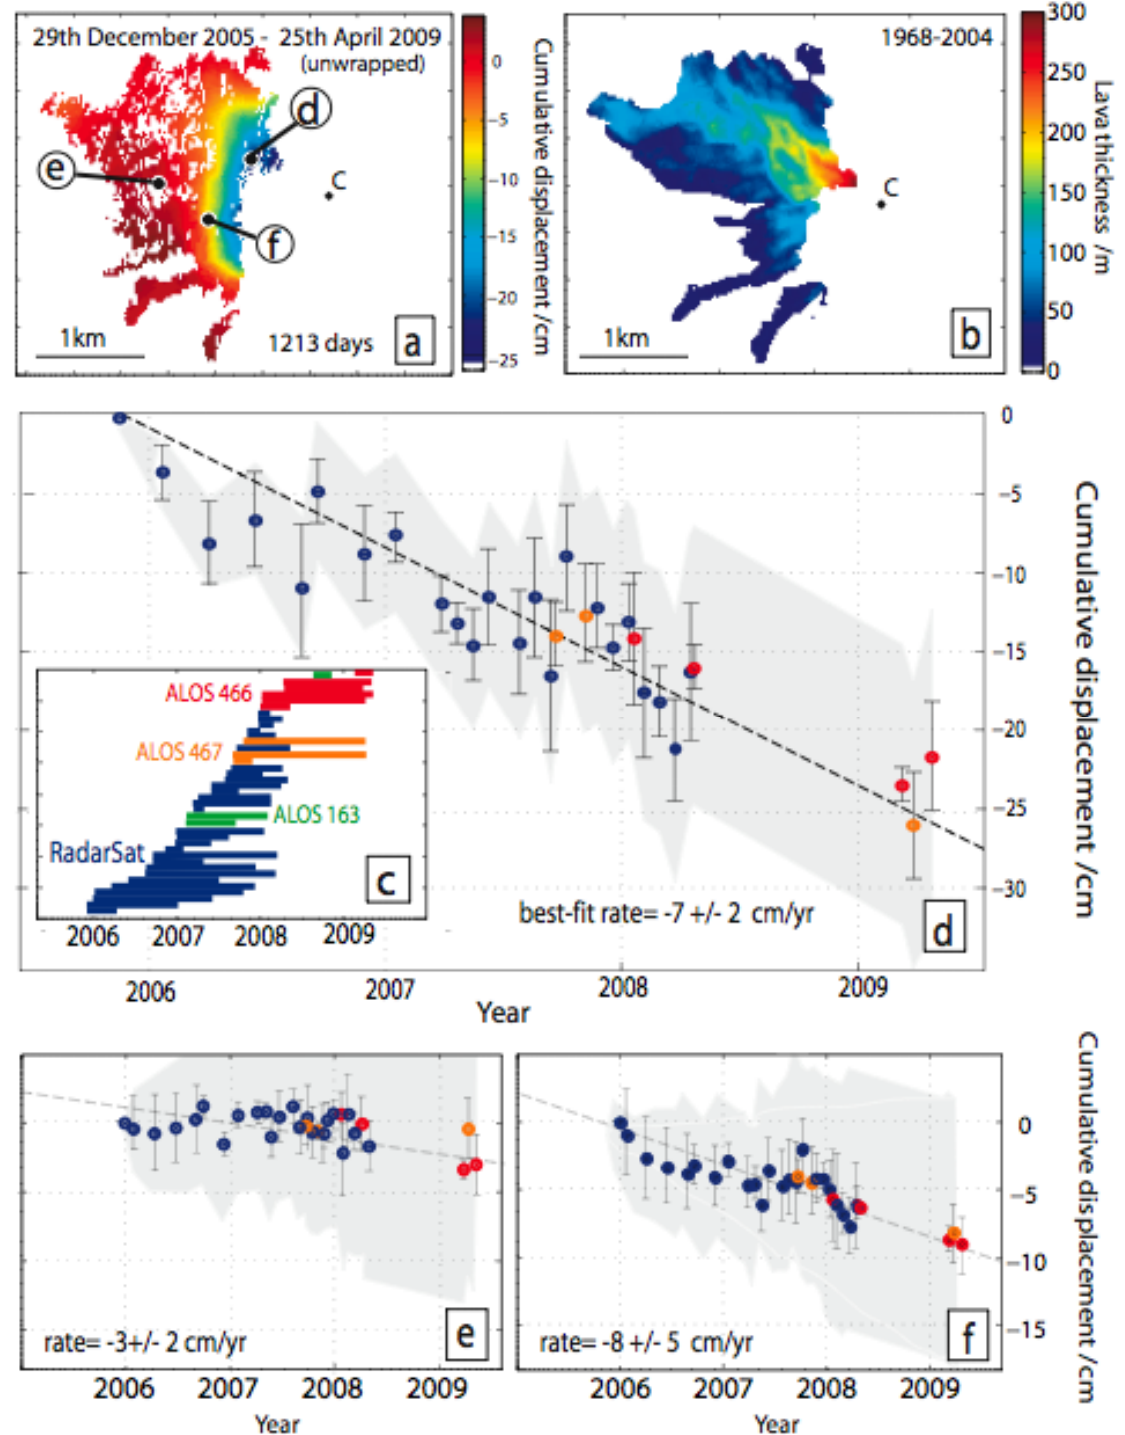 29th December 2005 - 25th April 2009
(unwrapped)
d
e
C
f
1km
1213 days
a
0
−5
−10
−15
−20
−25
Cumulative displacement /cm
1968-2004
C
1km
b
300
250
200
150
100
50
0
Lava thickness /m
0
−5
−10
−15
−20
−25
−30
Cumulative displacement /cm
ALOS 466
ALOS 467
ALOS 163
RadarSat
c
2006 2007 2008 2009
best-fit rate= -7 +/- 2 cm/yr
d
2006 2007 2008 2009
Year
rate= -3+/- 2 cm/yr
e
2006 2007 2008 2009
Year
rate= -8 +/- 5 cm/yr
f
2006 2007 2008 2009
Year
0
−5
−10
−15
Cumulative displacement /cm